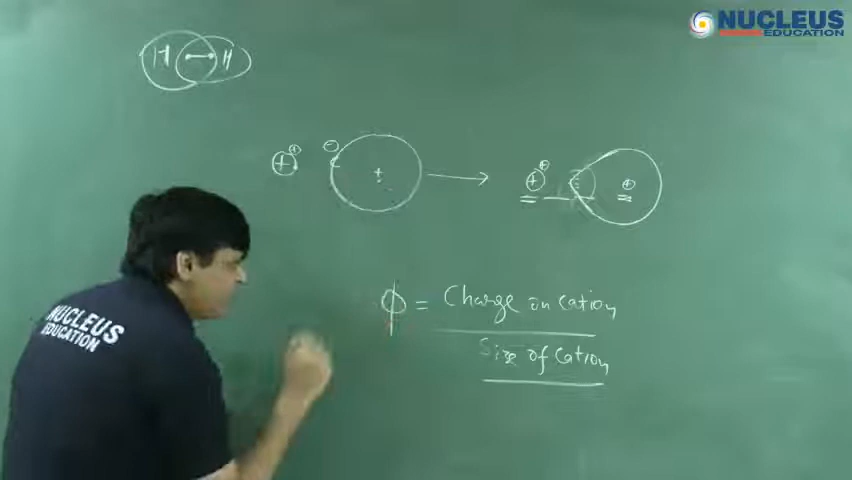 NUCLEUS
EDUCATION
H H
+ + - + + + +
ϕ = Charge on cation
Size of Cation
NUCLEUS
EDUCATION